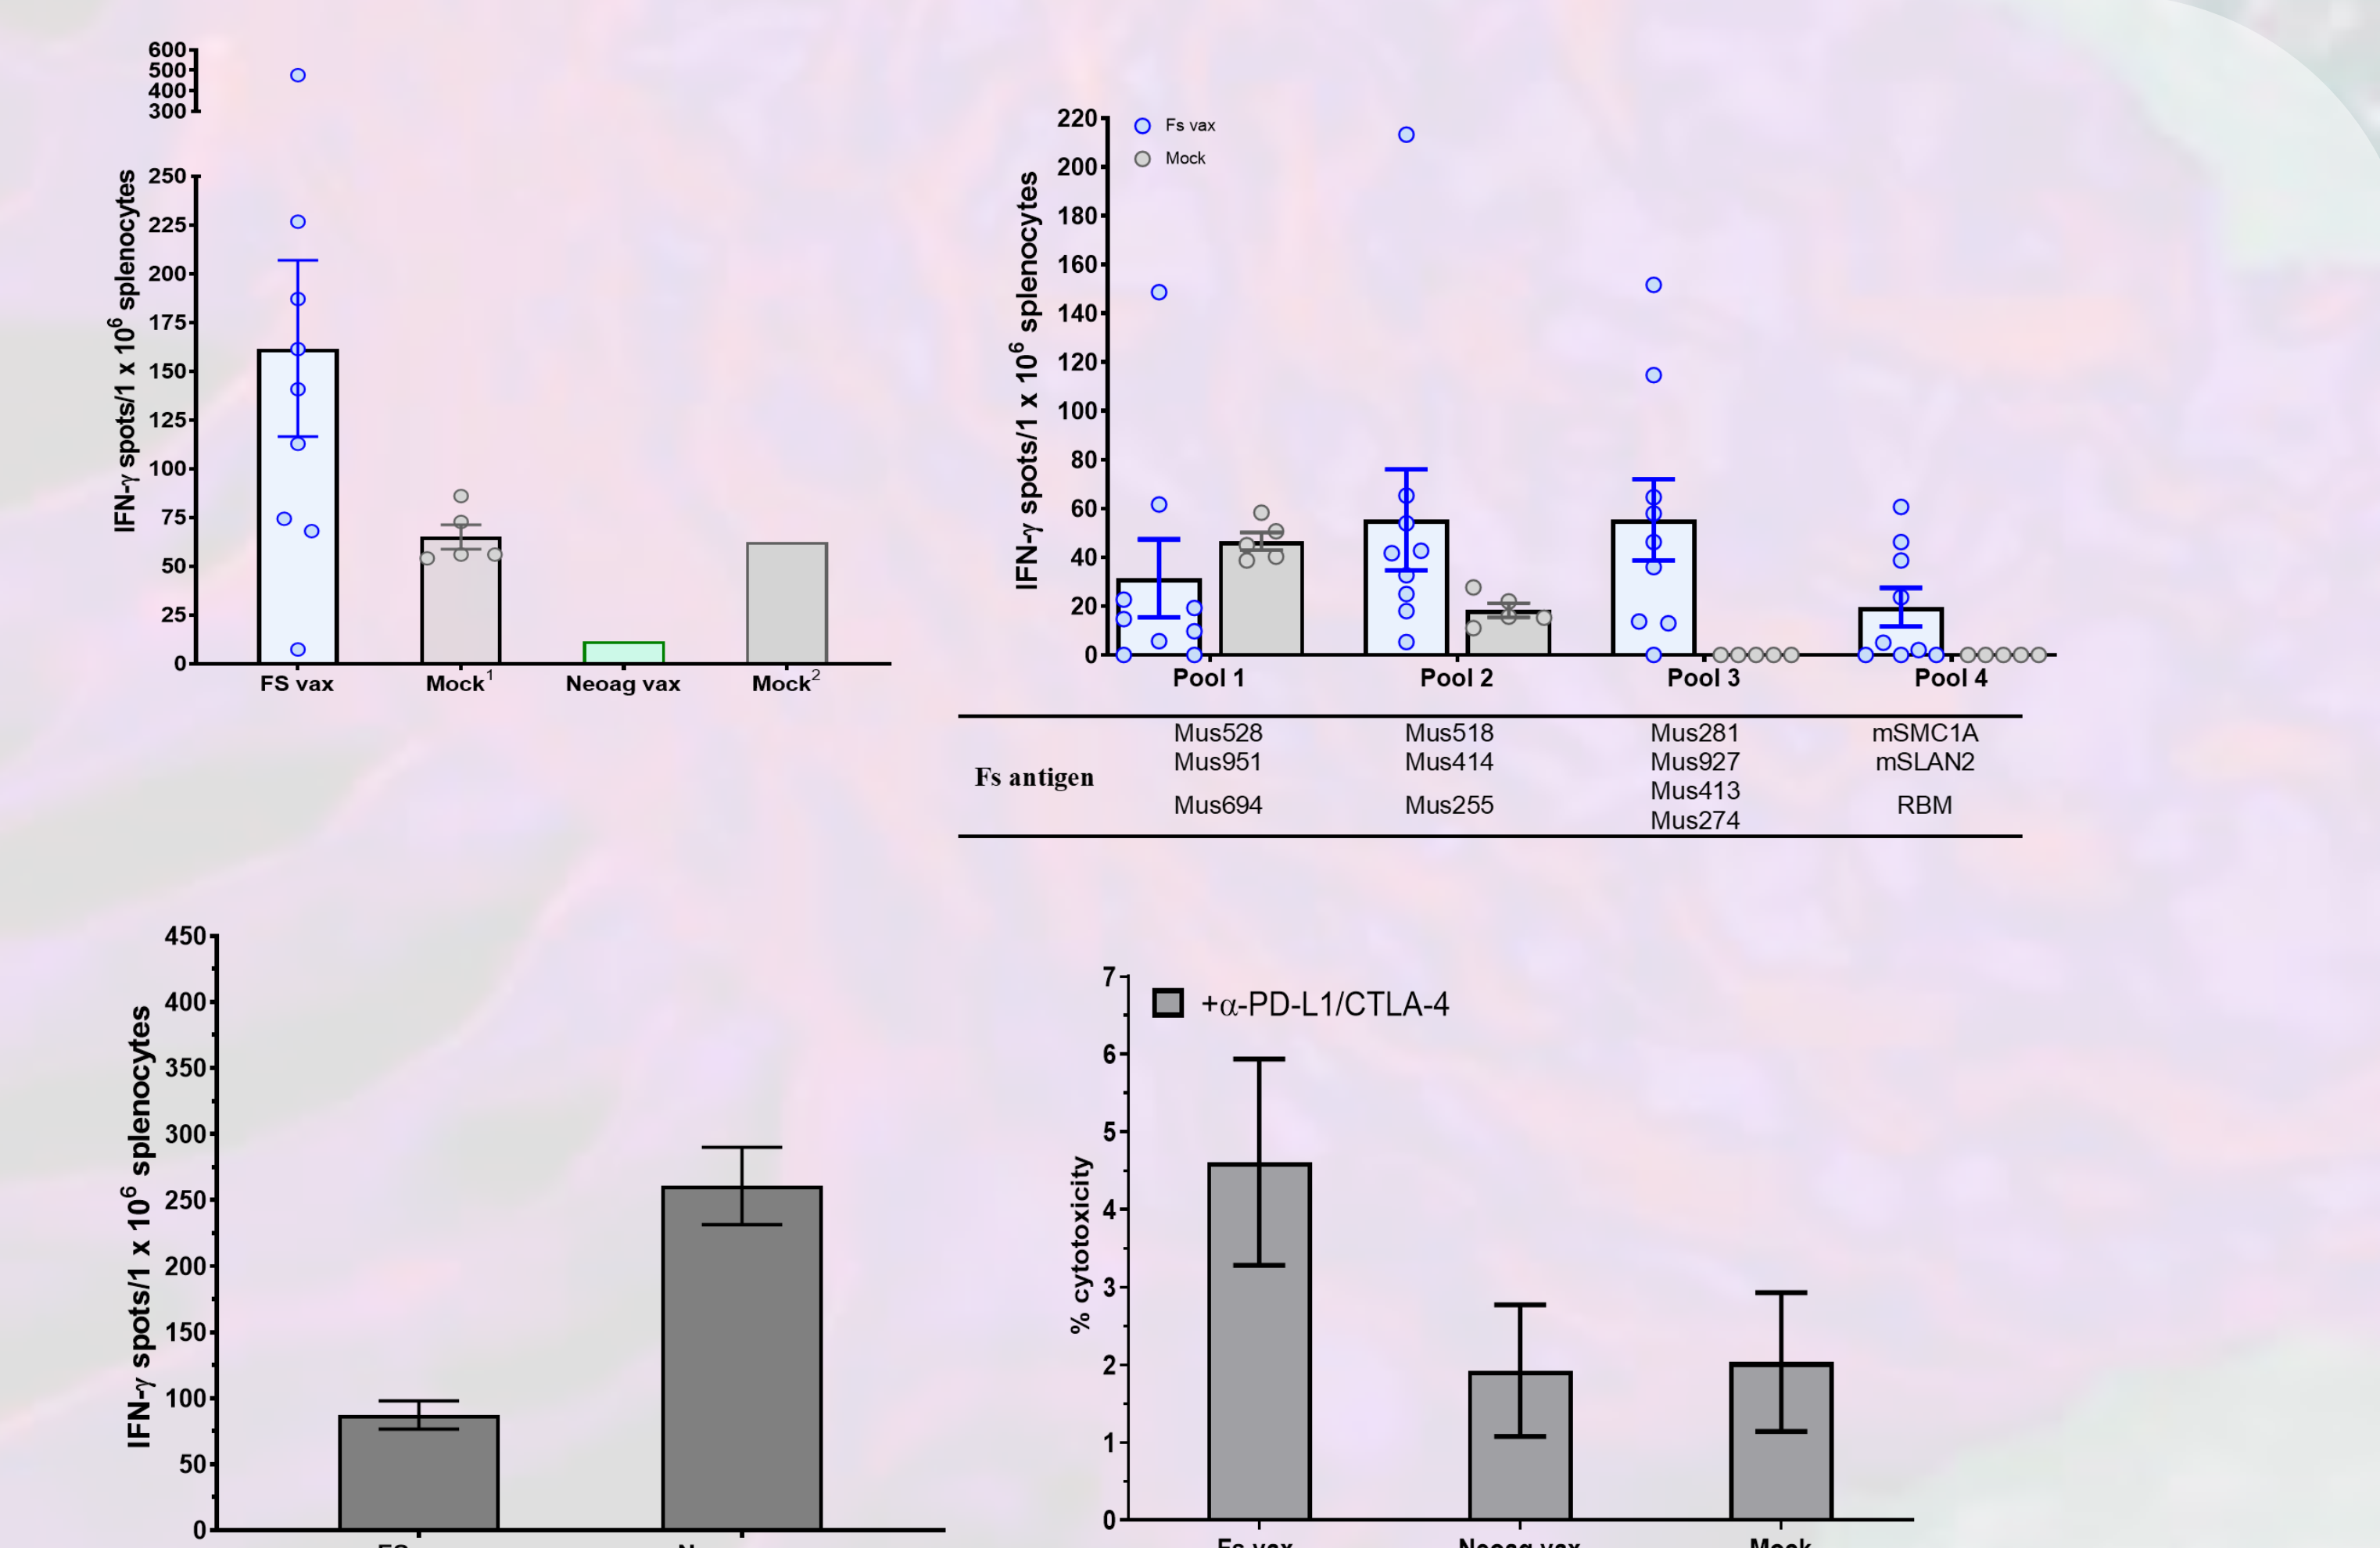 600
500
400
300
250
225
200
175
150
125
100
75
50
25
0
IFN-γ spots/1 x 10⁶ splenocytes
FS vax
Mock¹
Neoag vax
Mock²
220
200
180
160
140
120
100
80
60
40
20
0
IFN-γ spots/1 x 10⁶ splenocytes
Fs vax
Mock
Pool 1
Pool 2
Pool 3
Pool 4
Fs antigen
Mus528 Mus518 Mus281 mSMC1A
Mus951 Mus414 Mus927 mSLAN2
Mus413
Mus694 Mus255 RBM
Mus274
450
400
350
300
250
200
150
100
50
0
IFN-γ spots/1 x 10⁶ splenocytes
7
6
5
4
3
2
1
0
% cytotoxicity
+α-PD-L1/CTLA-4
Fs vax
Neoag vax
Mock